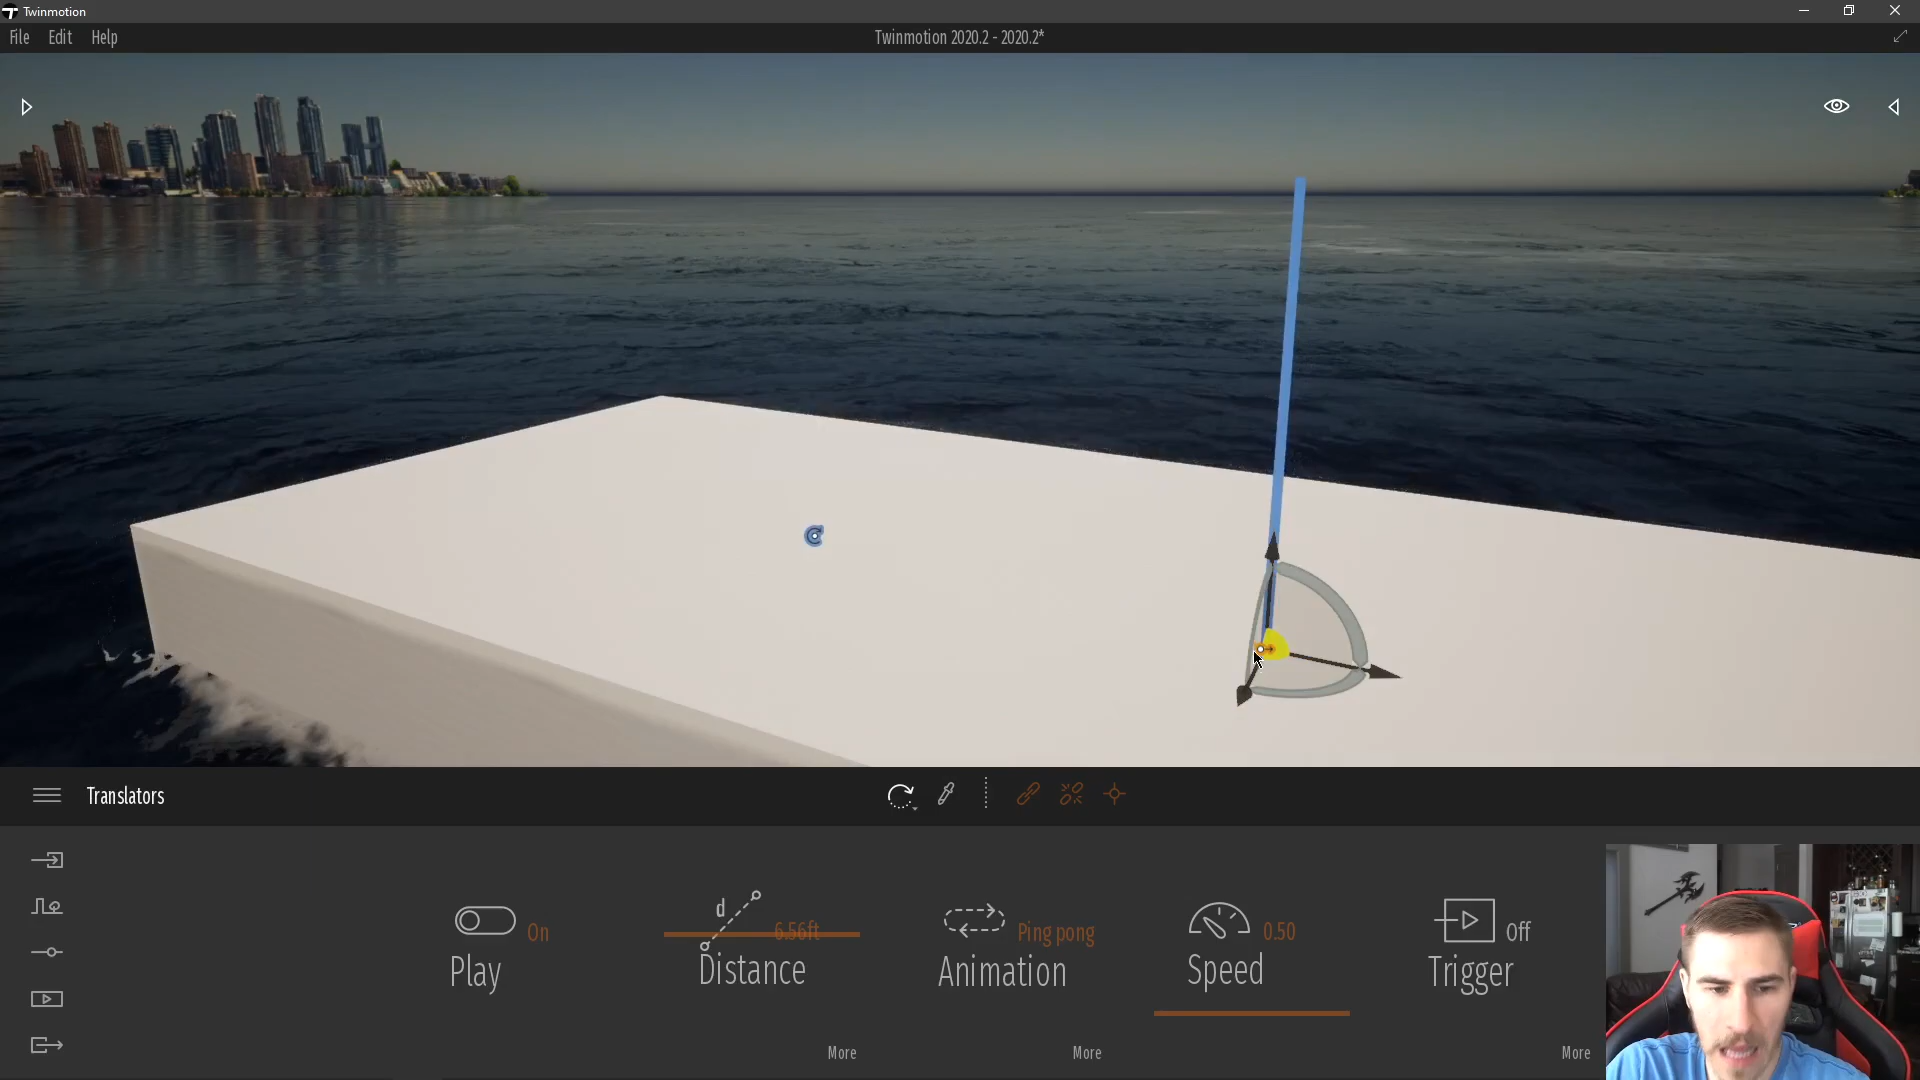 Twinmotion
File Edit Help
Twinmotion 2020.2 - 2020.2*
Translators
On
Play
d
6.56ft
Distance
More
Ping pong
Animation
More
0.50
Speed
Off
Trigger
More